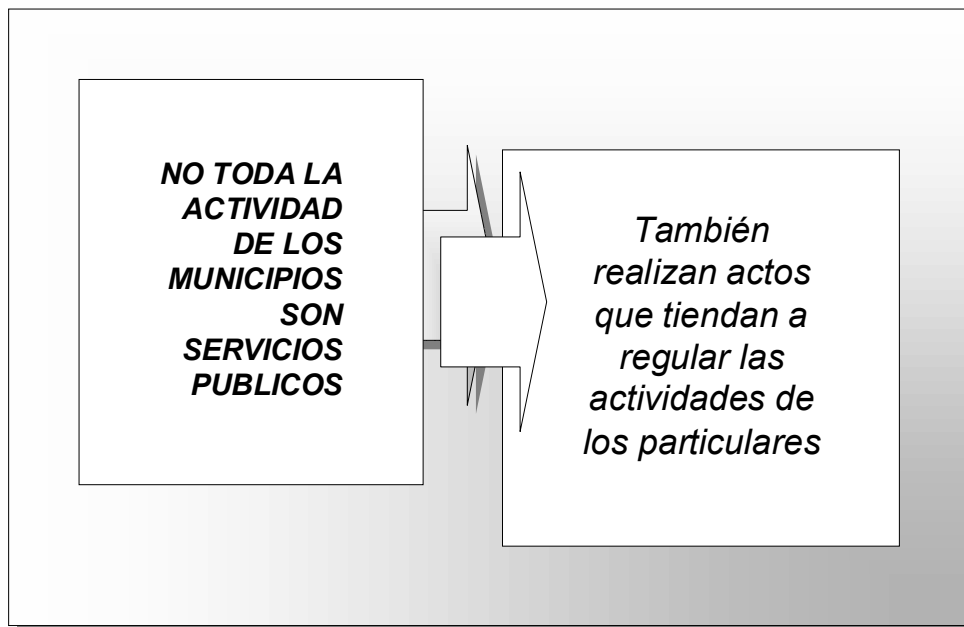 NO TODA LA
ACTIVIDAD
DE LOS
MUNICIPIOS
SON
SERVICIOS
PUBLICOS
También
realizan actos
que tiendan a
regular las
actividades de
los particulares